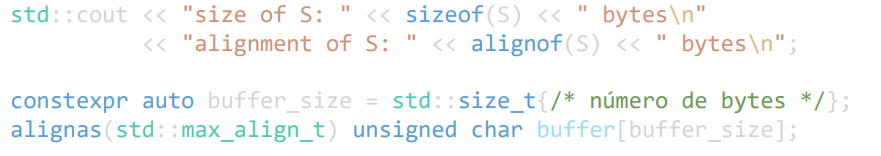 std::cout << "size of S: " << sizeof(S) << " bytes\n"
          << "alignment of S: " << alignof(S) << " bytes\n";
constexpr auto buffer_size = std::size_t{/* número de bytes */};
alignas(std::max_align_t) unsigned char buffer[buffer_size];